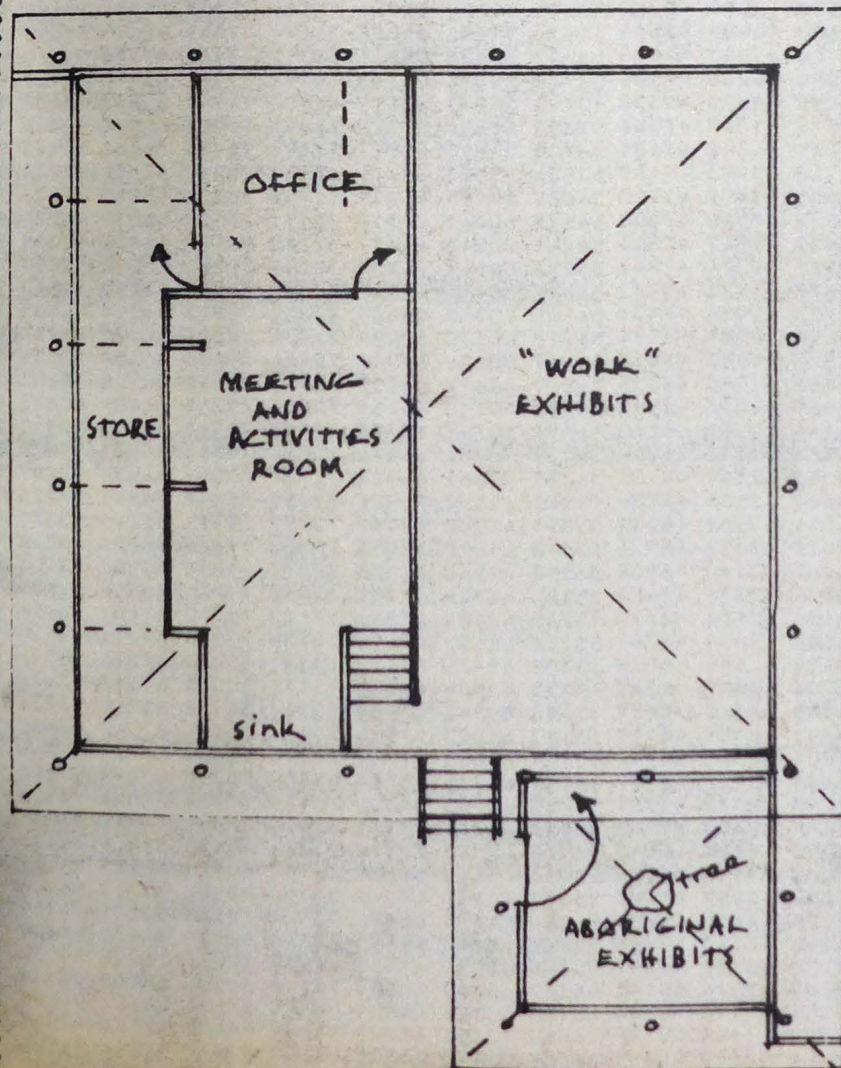 OFFICE
"WORK"
EXHIBITS
MEETING
AND
ACTIVITIES
ROOM
STORE
sink
tree
ABORIGINAL
EXHIBITS